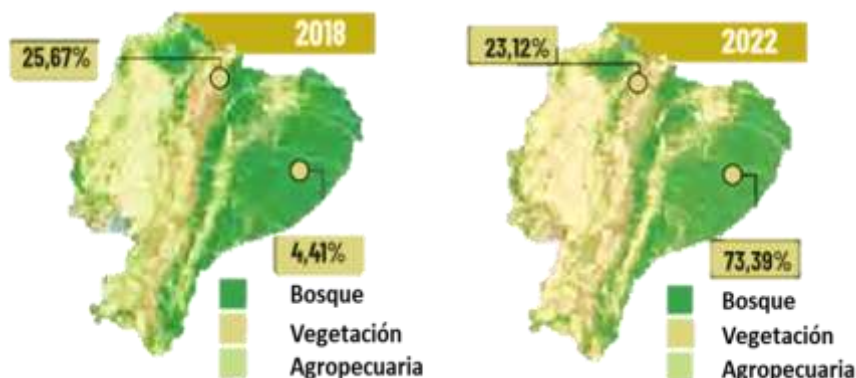 2018
25,67%
4,41%
Bosque
Vegetación
Agropecuaria
2022
23,12%
73,39%
Bosque
Vegetación
Agropecuaria